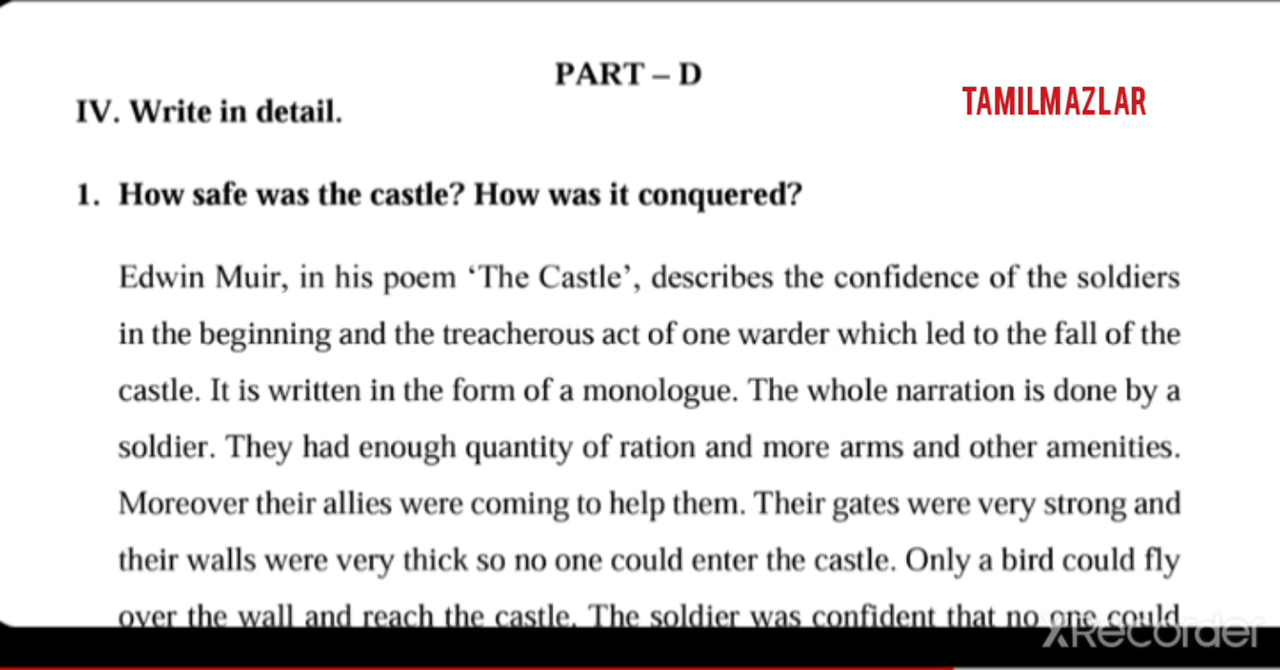 PART – D
TAMILMAZLAR
IV. Write in detail.
1. How safe was the castle? How was it conquered?
Edwin Muir, in his poem ‘The Castle’, describes the confidence of the soldiers
in the beginning and the treacherous act of one warder which led to the fall of the
castle. It is written in the form of a monologue. The whole narration is done by a
soldier. They had enough quantity of ration and more arms and other amenities.
Moreover their allies were coming to help them. Their gates were very strong and
their walls were very thick so no one could enter the castle. Only a bird could fly
over the wall and reach the castle. The soldier was confident that no one could
XRecorder